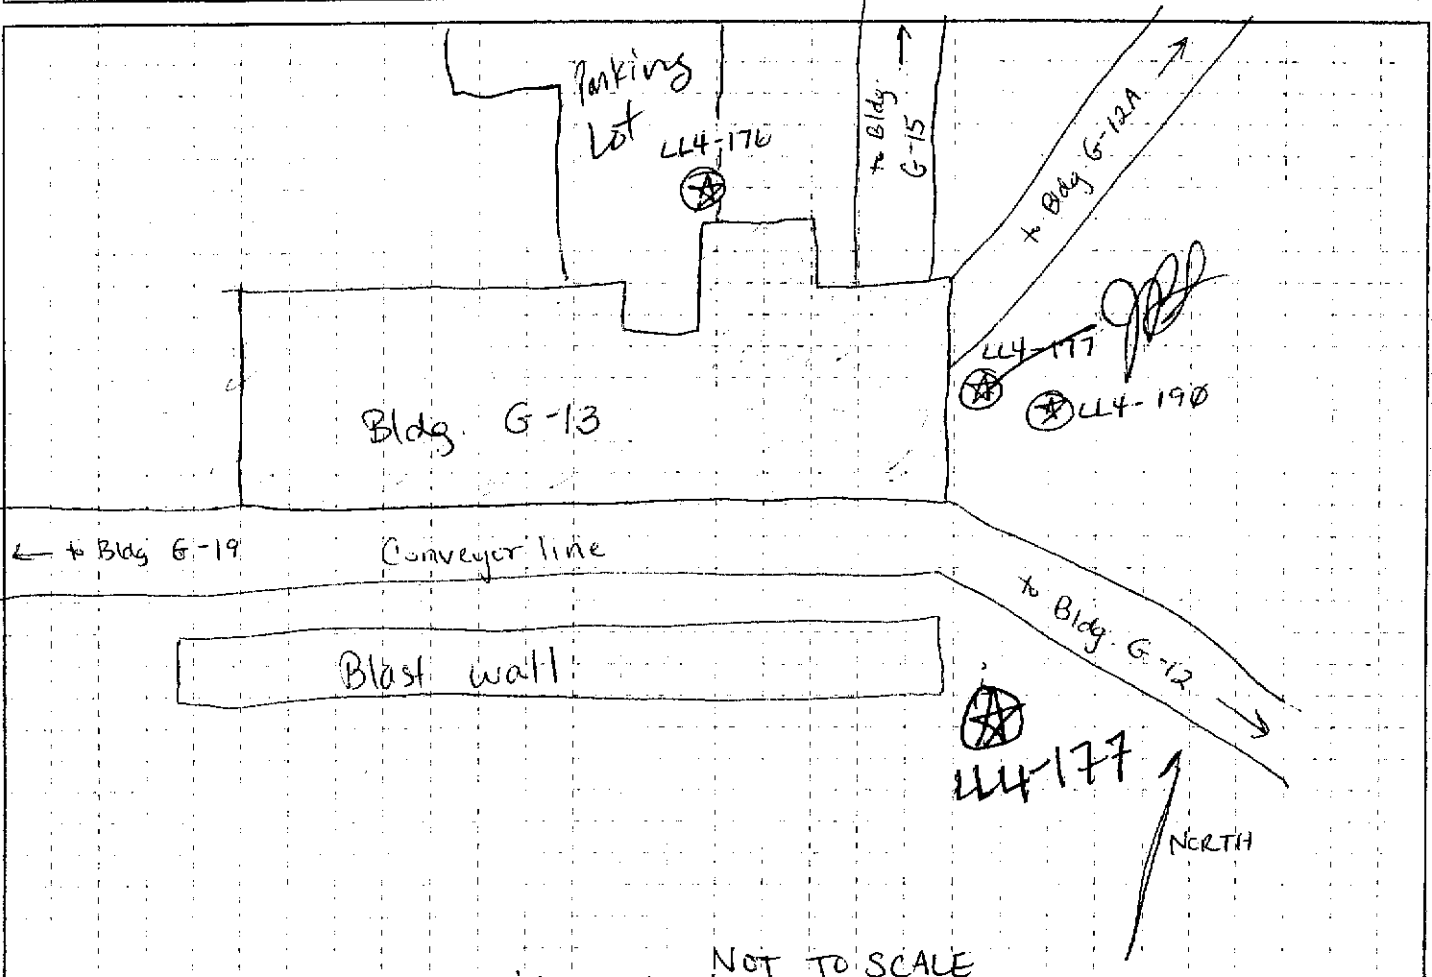 Parking
Lot
LL4-176
to Bldg.
G-15
to Bldg G-12A
LL4-177
LL4-190
Bldg. G-13
← to Bldg G-19
Conveyor line
to Bldg. G-12
Blast wall
LL4-177
NORTH
NOT TO SCALE